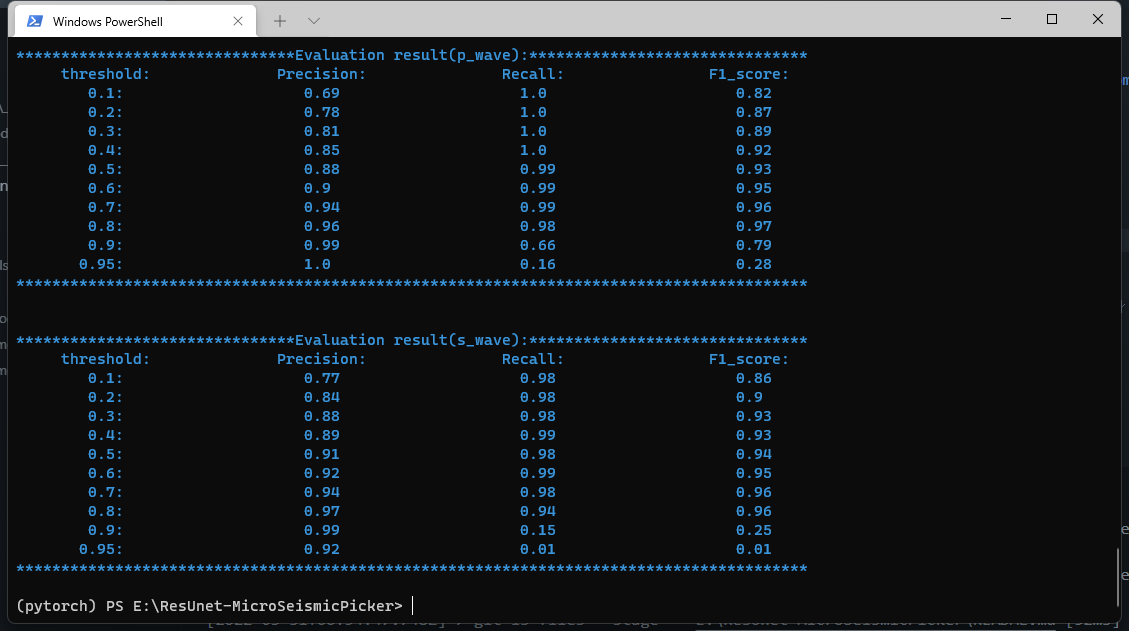 Windows PowerShell
*******************************Evaluation result(p_wave):*******************************
threshold: Precision: Recall: F1_score:
0.1: 0.69 1.0 0.82
0.2: 0.78 1.0 0.87
0.3: 0.81 1.0 0.89
0.4: 0.85 1.0 0.92
0.5: 0.88 0.99 0.93
0.6: 0.9 0.99 0.95
0.7: 0.94 0.99 0.96
0.8: 0.96 0.98 0.97
0.9: 0.99 0.66 0.79
0.95: 1.0 0.16 0.28
****************************************************************************************
*******************************Evaluation result(s_wave):*******************************
threshold: Precision: Recall: F1_score:
0.1: 0.77 0.98 0.86
0.2: 0.84 0.98 0.9
0.3: 0.88 0.98 0.93
0.4: 0.89 0.99 0.93
0.5: 0.91 0.98 0.94
0.6: 0.92 0.99 0.95
0.7: 0.94 0.98 0.96
0.8: 0.97 0.94 0.96
0.9: 0.99 0.15 0.25
0.95: 0.92 0.01 0.01
****************************************************************************************
(pytorch) PS E:\ResUnet-MicroSeismicPicker>